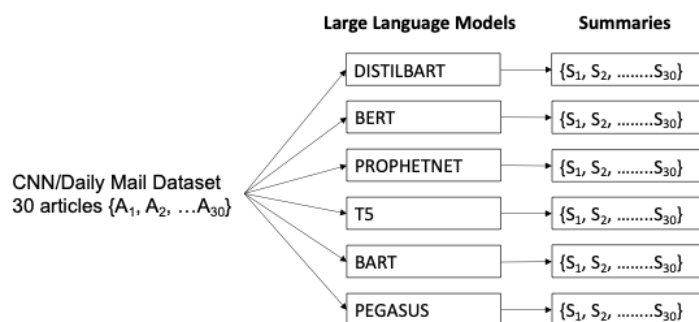 Large Language Models Summaries
DISTILBART {S₁, S₂, ........S₃₀}
BERT {S₁, S₂, ........S₃₀}
PROPHETNET {S₁, S₂, ........S₃₀}
CNN/Daily Mail Dataset
30 articles {A₁, A₂, …A₃₀}
T5 {S₁, S₂, ........S₃₀}
BART {S₁, S₂, ........S₃₀}
PEGASUS {S₁, S₂, ........S₃₀}